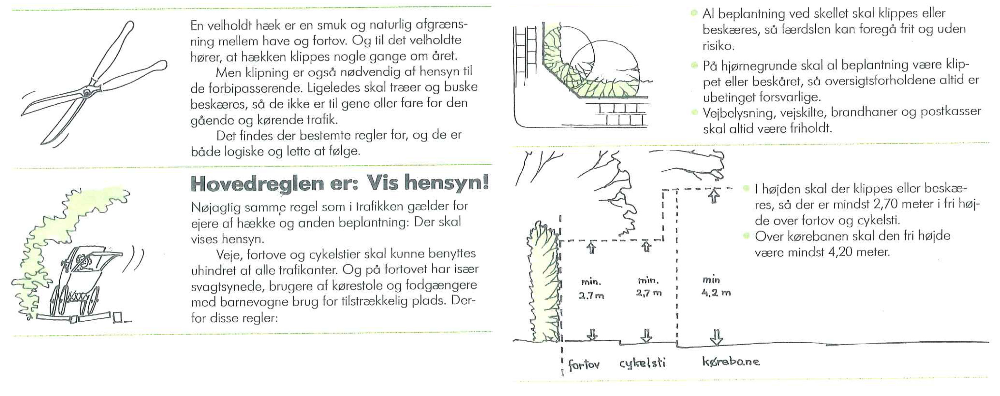 En velholdt hæk er en smuk og naturlig afgræns-
ning mellem have og fortov. Og til det velholdte
hører, at hækken klippes nogle gange om året.
Men klipning er også nødvendig af hensyn til
de forbipasserende. Ligeledes skal træer og buske
beskæres, så de ikke er til gene eller fare for den
gående og kørende trafik.
Det findes der bestemte regler for, og de er
både logiske og lette at følge.
Hovedreglen er: Vis hensyn!
Nøjagtig samme regel som i trafikken gælder for
ejere af hække og anden beplantning: Der skal
vises hensyn.
Veje, fortove og cykelstier skal kunne benyttes
uhindret af alle trafikanter. Og på fortovet har især
svagtsynede, brugere af kørestole og fodgængere
med barnevogne brug for tilstrækkelig plads. Der-
for disse regler:
Al beplantning ved skellet skal klippes eller
beskæres, så færdslen kan foregå frit og uden
risiko.
På hjørnegrunde skal al beplantning være klip-
pet eller beskåret, så oversigtsforholdene altid er
ubetinget forsvarlige.
Vejbelysning, vejskilte, brandhaner og postkasser
skal altid være friholdt.
I højden skal der klippes eller beskæ-
res, så der er mindst 2,70 meter i fri høj-
de over fortov og cykelsti.
Over kørebanen skal den fri højde
være mindst 4,20 meter.
min.
2.7 m
min.
2,7 m
min
4.2 m
fortov
cykelsti
kørebane